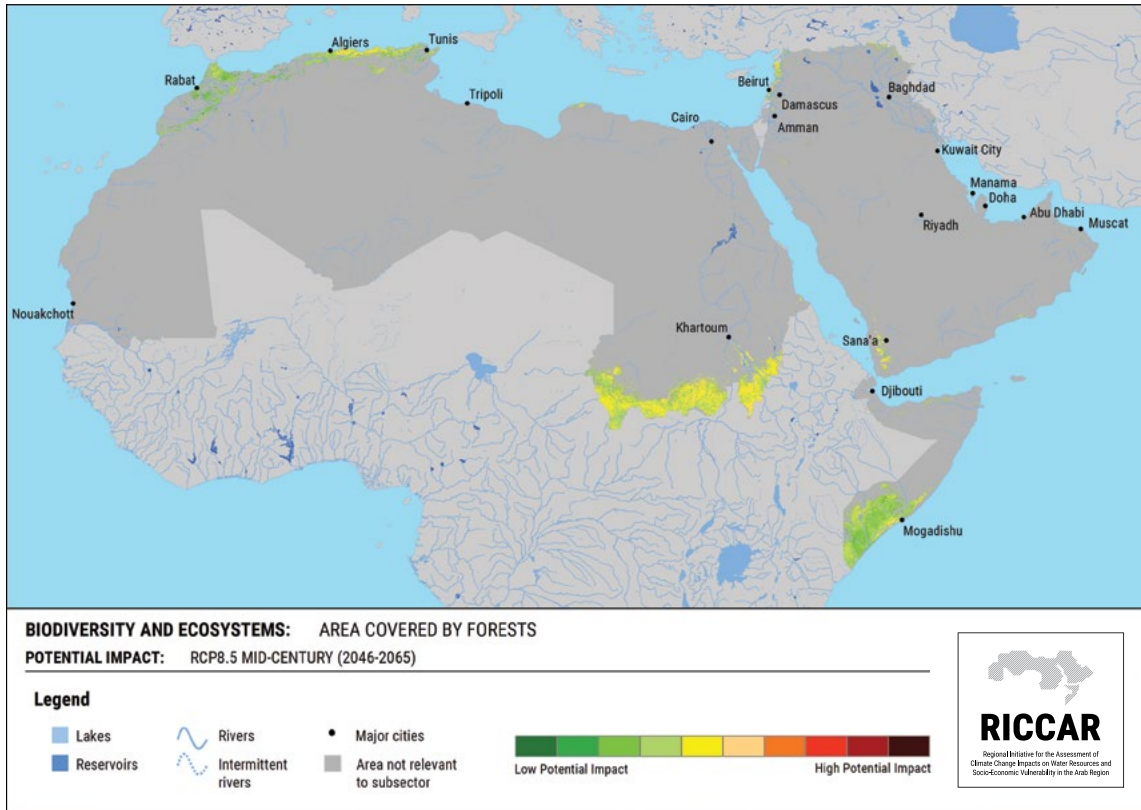 Algiers
Tunis
Rabat
Tripoli
Beirut
Damascus
Baghdad
Cairo
Amman
Kuwait City
Manama
Doha
Abu Dhabi
Muscat
Riyadh
Nouakchott
Khartoum
Sana'a
Djibouti
Mogadishu
BIODIVERSITY AND ECOSYSTEMS: AREA COVERED BY FORESTS
POTENTIAL IMPACT: RCP8.5 MID-CENTURY (2046-2065)
Legend
Lakes
Reservoirs
Rivers
Intermittent
rivers
Major cities
Area not relevant
to subsector
Low Potential Impact
High Potential Impact
RICCAR
Regional Initiative for the Assessment of
Climate Change Impacts on Water Resources and
Socio-Economic Vulnerability in the Arab Region